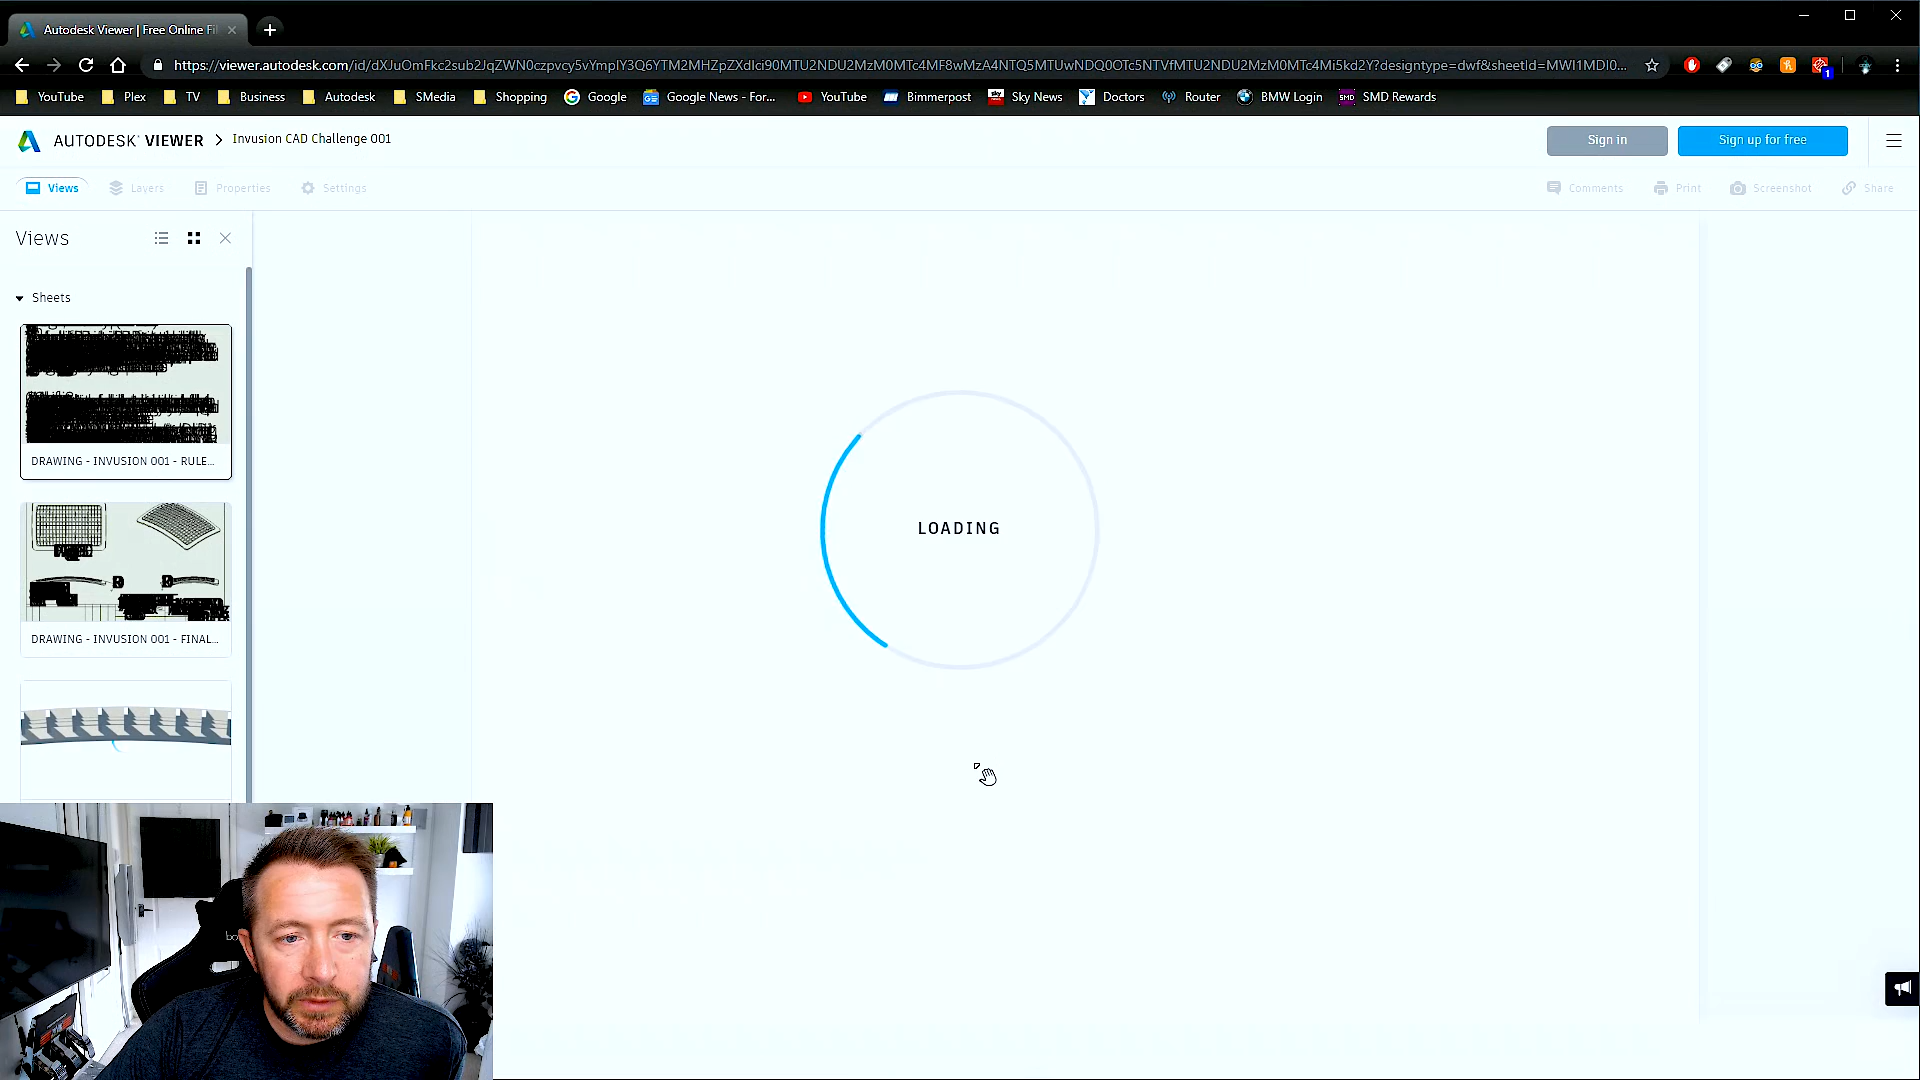 Autodesk Viewer | Free Online Fil
https://viewer.autodesk.com/id/dXJuOmFkc2sub2JqZWN0czpvcy5vYmplY3Q6YTM2MHZpZXdlci90MTU2NDU2MzM0MTc4MF8wMzA4NTQ5MTUwNDQ0OTc5NTVfMTU2NDU2MzM0MTc4Mi5kd2Y?designtype=dwf&sheetId=MWI1MDI0...
YouTube Plex TV Business Autodesk SMedia Shopping Google Google News - For... YouTube Bimmerpost Sky News Doctors Router BMW Login SMD Rewards
AUTODESK VIEWER > Invusion CAD Challenge 001
Sign in
Sign up for free
Views Layers Properties Settings
Comments Print Screenshot Share
Views
Sheets
DRAWING - INVUSION 001 - RULE...
DRAWING - INVUSION 001 - FINAL...
LOADING